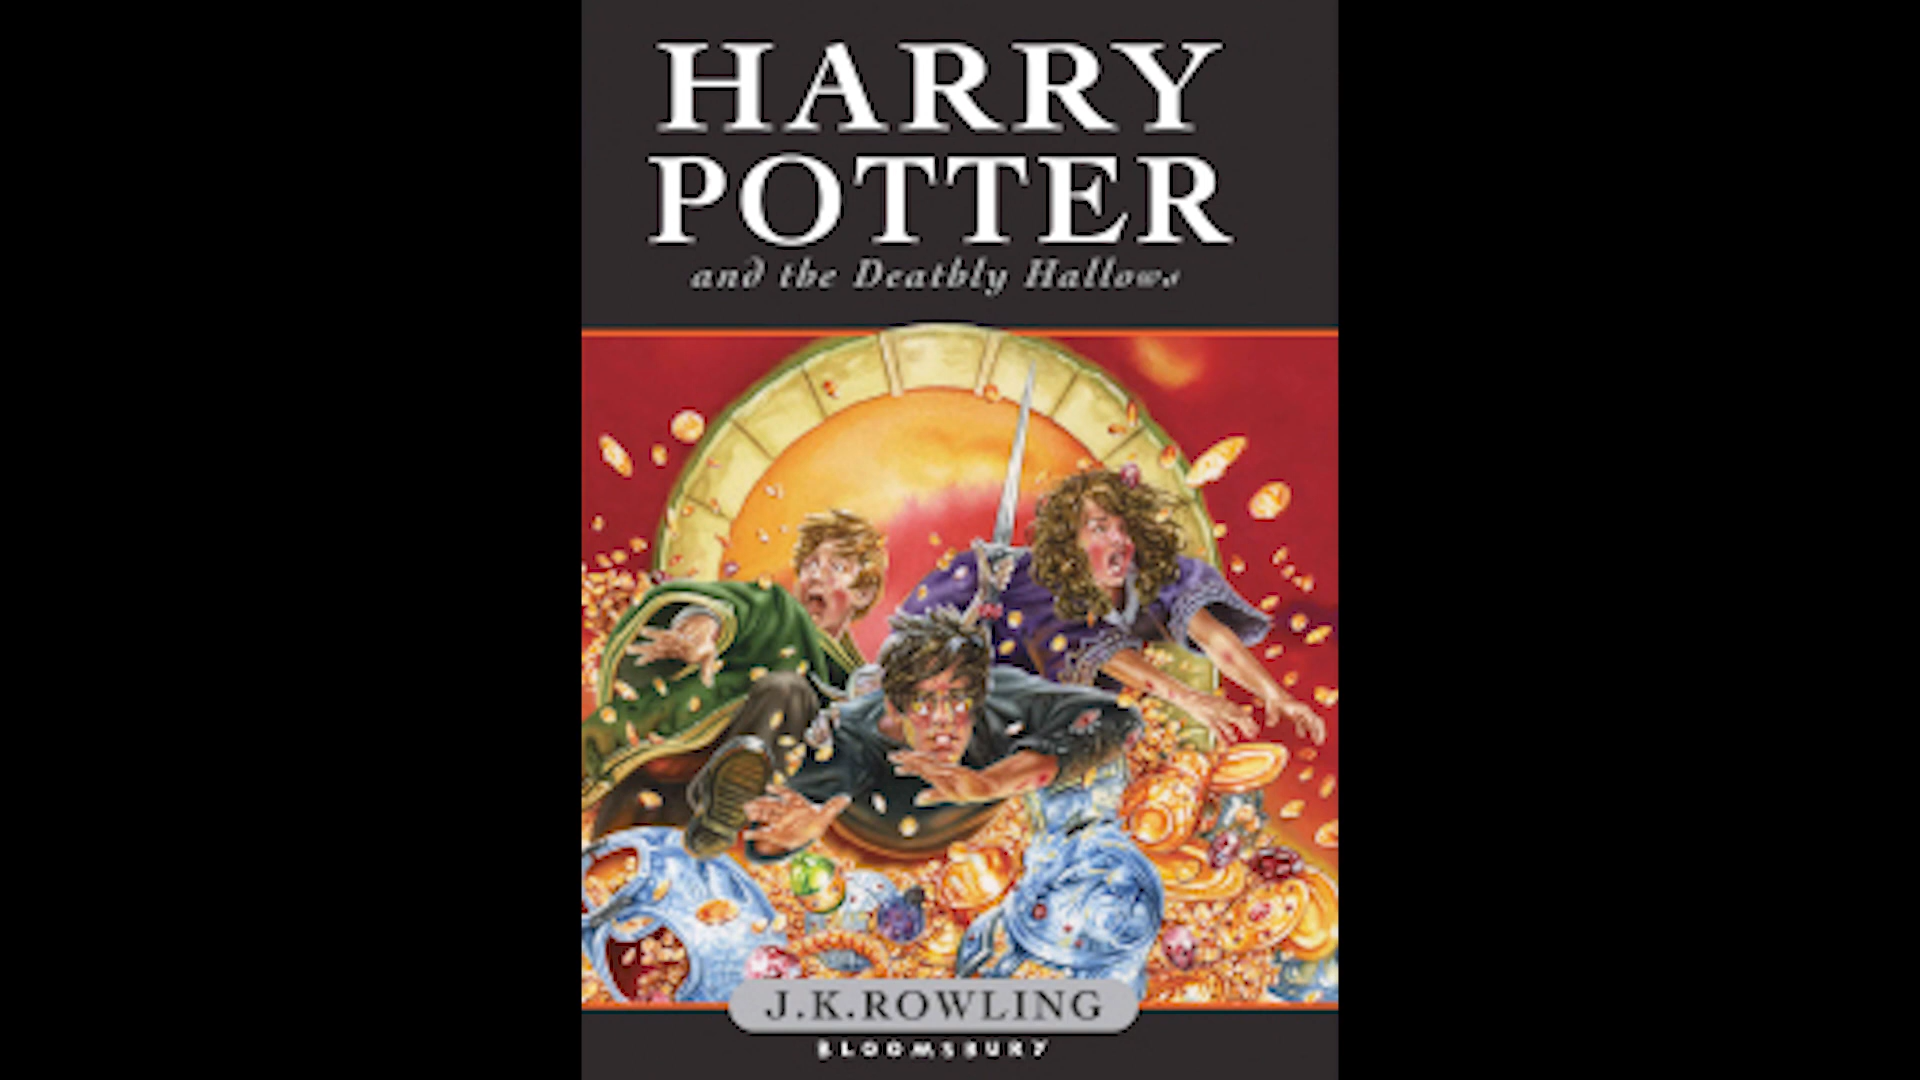 HARRY
POTTER
and the Deathly Hallows
J.K.ROWLING
BLOOMSBURY